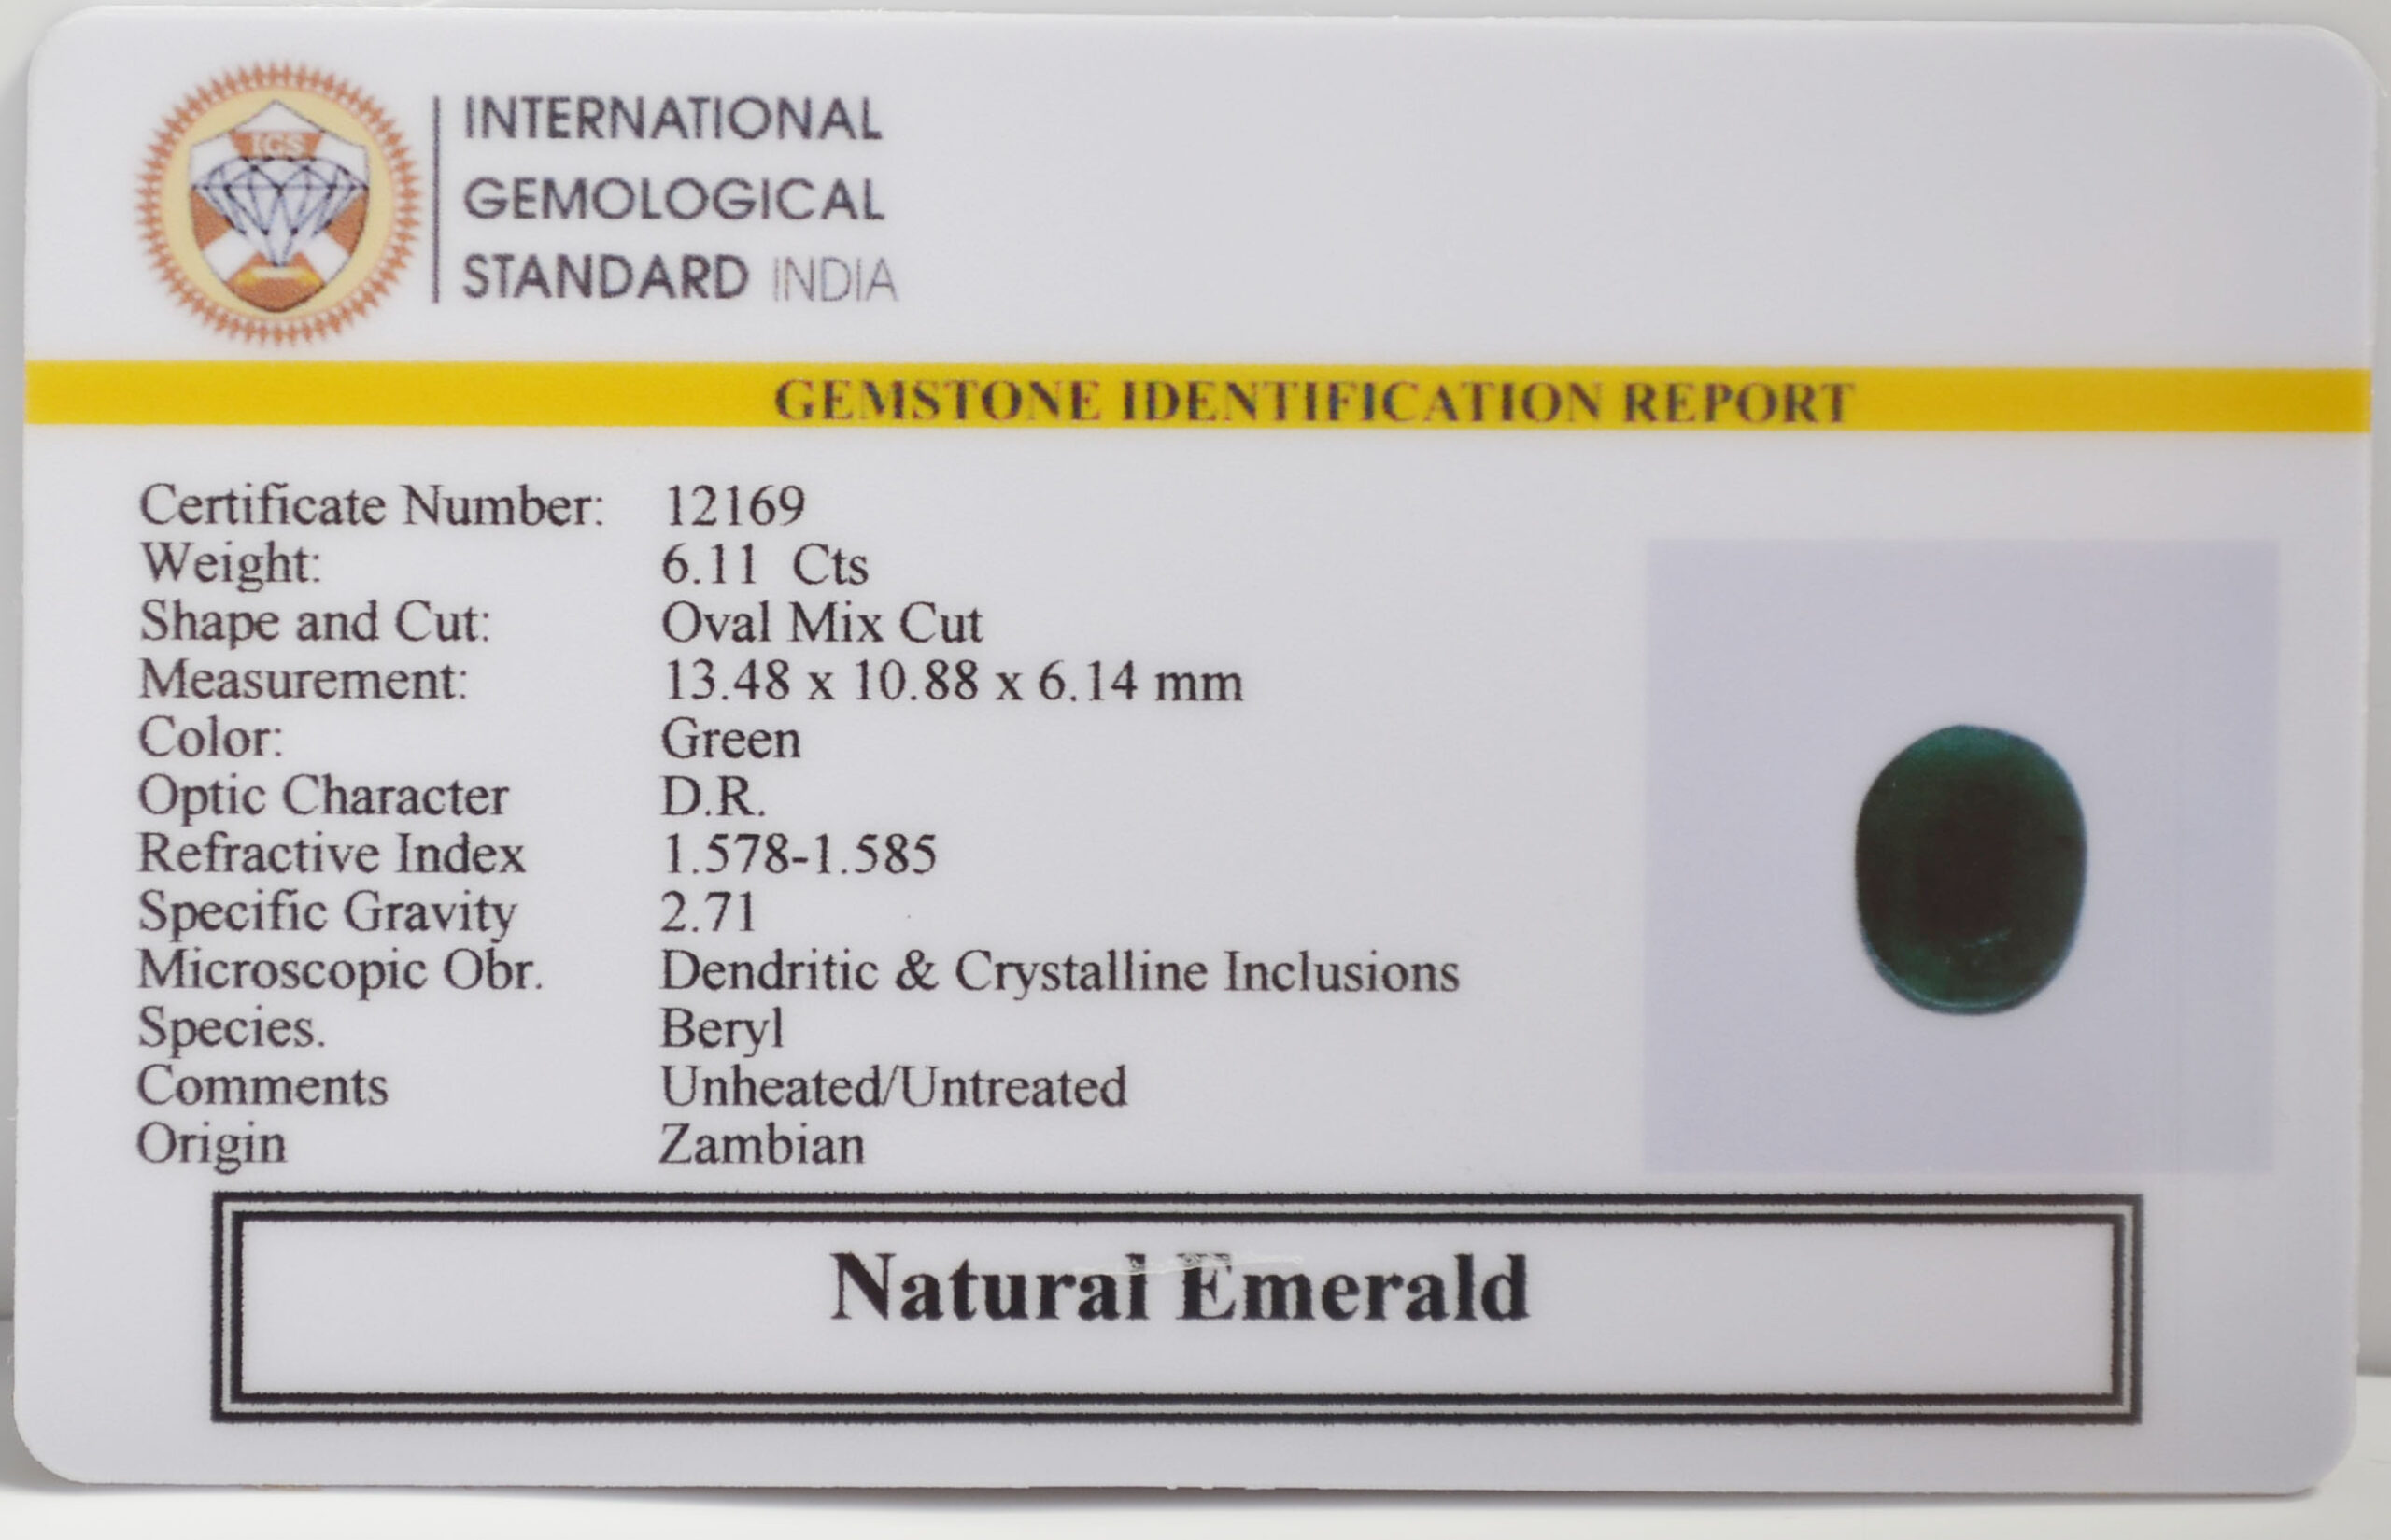 IGS
INTERNATIONAL
GEMOLOGICAL
STANDARD INDIA
GEMSTONE IDENTIFICATION REPORT
Certificate Number: 12169
Weight: 6.11 Cts
Shape and Cut: Oval Mix Cut
Measurement: 13.48 x 10.88 x 6.14 mm
Color: Green
Optic Character D.R.
Refractive Index 1.578-1.585
Specific Gravity 2.71
Microscopic Obr. Dendritic & Crystalline Inclusions
Species. Beryl
Comments Unheated/Untreated
Origin Zambian
Natural Emerald